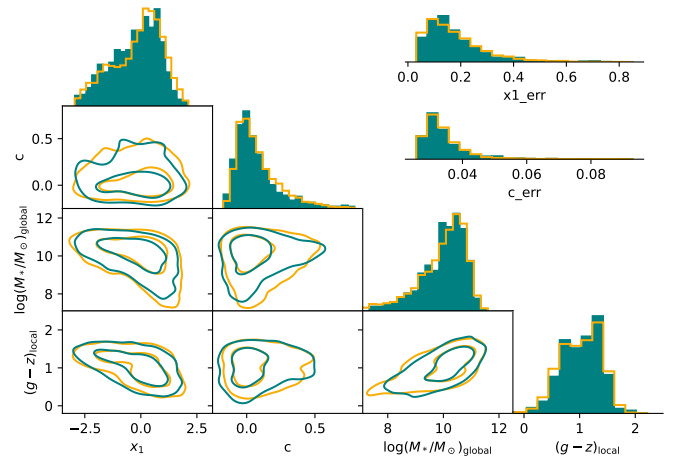 0.0 0.2 0.4 0.6 0.8
x1_err
0.5
0.0
c
0.04 0.06 0.08
c_err
12
10
8
log(M*/M⊙)global
2
1
0
(g − z)local
−2.5 0.0 2.5
x1
0.0 0.5
c
8 10 12
log(M*/M⊙)global
0 1 2
(g − z)local